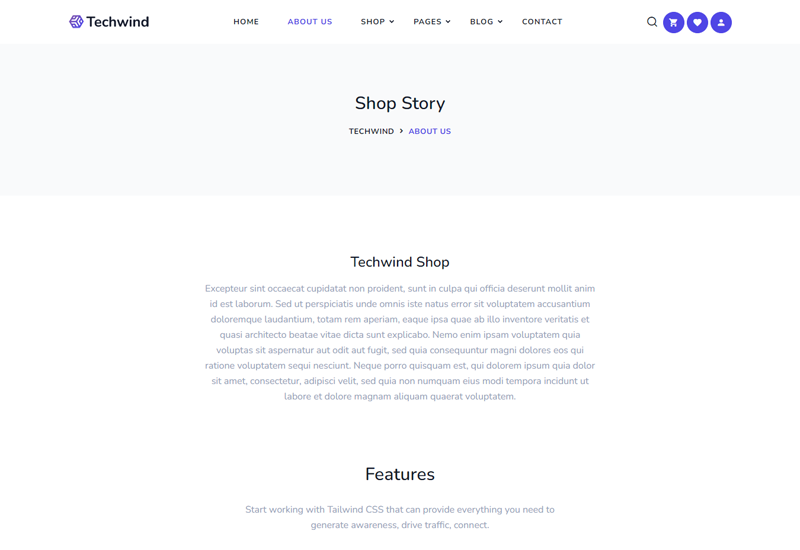 Techwind
HOME ABOUT US SHOP PAGES BLOG CONTACT
Shop Story
TECHWIND ABOUT US
Techwind Shop
Excepteur sint occaecat cupidatat non proident, sunt in culpa qui officia deserunt mollit anim
id est laborum. Sed ut perspiciatis unde omnis iste natus error sit voluptatem accusantium
doloremque laudantium, totam rem aperiam, eaque ipsa quae ab illo inventore veritatis et
quasi architecto beatae vitae dicta sunt explicabo. Nemo enim ipsam voluptatem quia
voluptas sit aspernatur aut odit aut fugit, sed quia consequuntur magni dolores eos qui
ratione voluptatem sequi nesciunt. Neque porro quisquam est, qui dolorem ipsum quia dolor
sit amet, consectetur, adipisci velit, sed quia non numquam eius modi tempora incidunt ut
labore et dolore magnam aliquam quaerat voluptatem.
Features
Start working with Tailwind CSS that can provide everything you need to
generate awareness, drive traffic, connect.